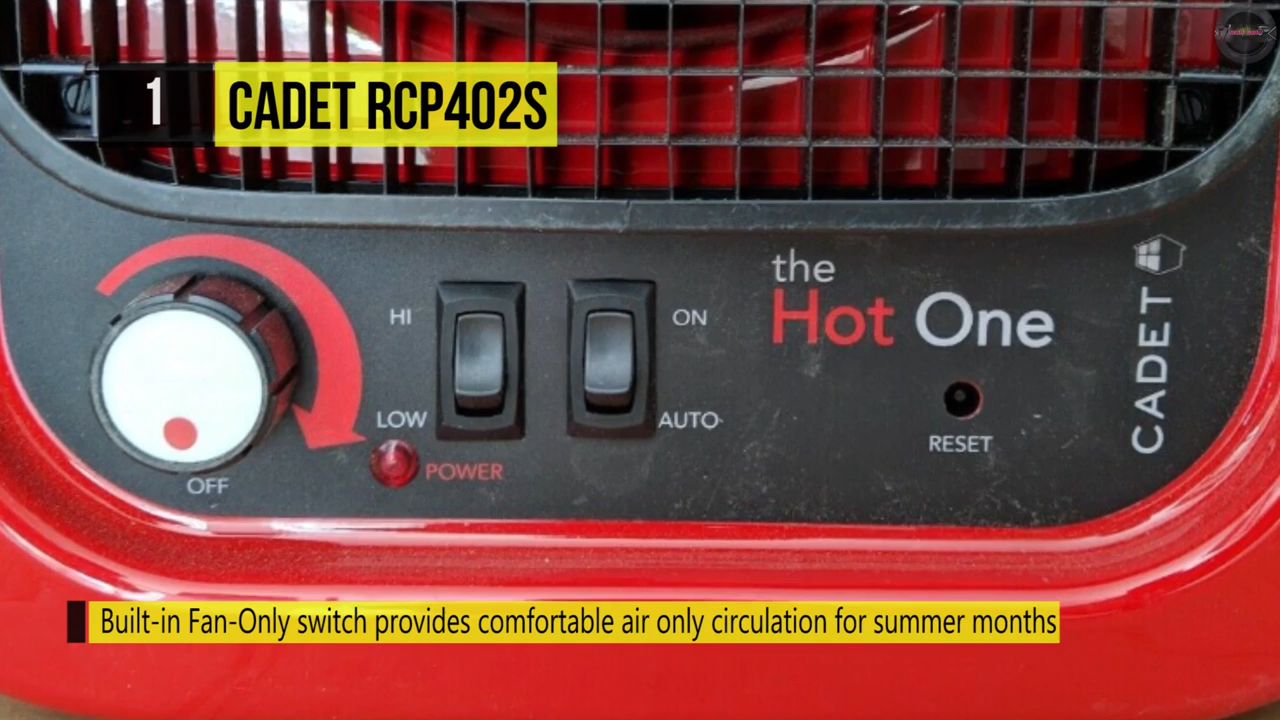 1
CADET RCP402S
the
Hot One
HI
ON
LOW
AUTO
POWER
RESET
OFF
CADET
Built-in Fan-Only switch provides comfortable air only circulation for summer months